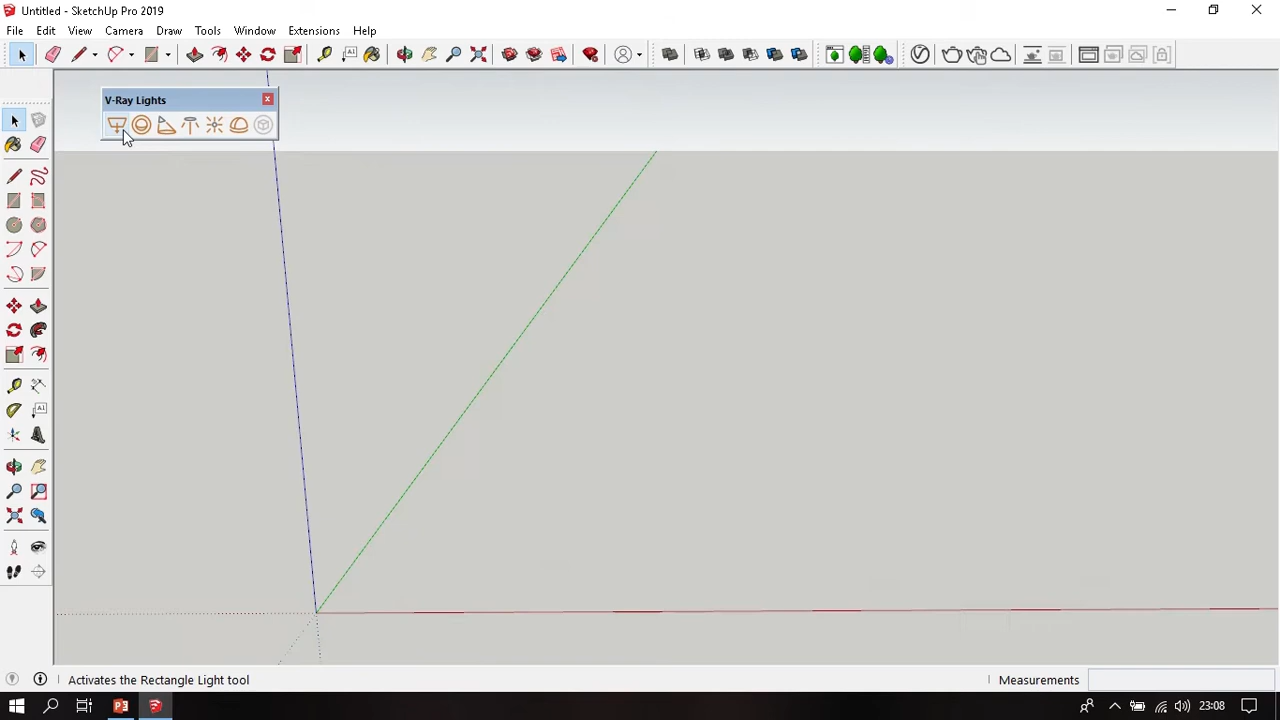 Untitled - SketchUp Pro 2019
File Edit View Camera Draw Tools Window Extensions Help
V-Ray Lights
Activates the Rectangle Light tool
Measurements
23:08